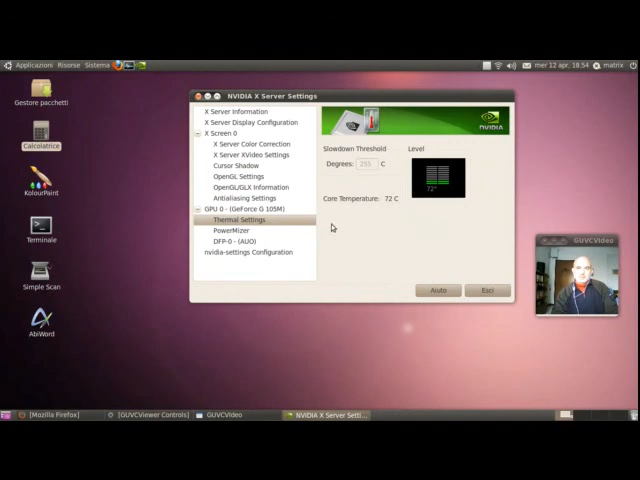 Applicazioni Risorse Sistema mer 12 apr, 18.54 matrix
Gestore pacchetti
Calcolatrice
KolourPaint
Terminale
Simple Scan
AbiWord
NVIDIA X Server Settings
X Server Information
X Server Display Configuration
X Screen 0
X Server Color Correction
X Server XVideo Settings
Cursor Shadow
OpenGL Settings
OpenGL/GLX Information
Antialiasing Settings
GPU 0 - (GeForce G 105M)
Thermal Settings
PowerMizer
DFP-0 - (AUO)
nvidia-settings Configuration
NVIDIA
Slowdown Threshold Level
Degrees: 255 C
72°
Core Temperature: 72 C
Aiuto Esci
GUVCVideo
[Mozilla Firefox] [GUVCViewer Controls] GUVCVideo NVIDIA X Server Setti...